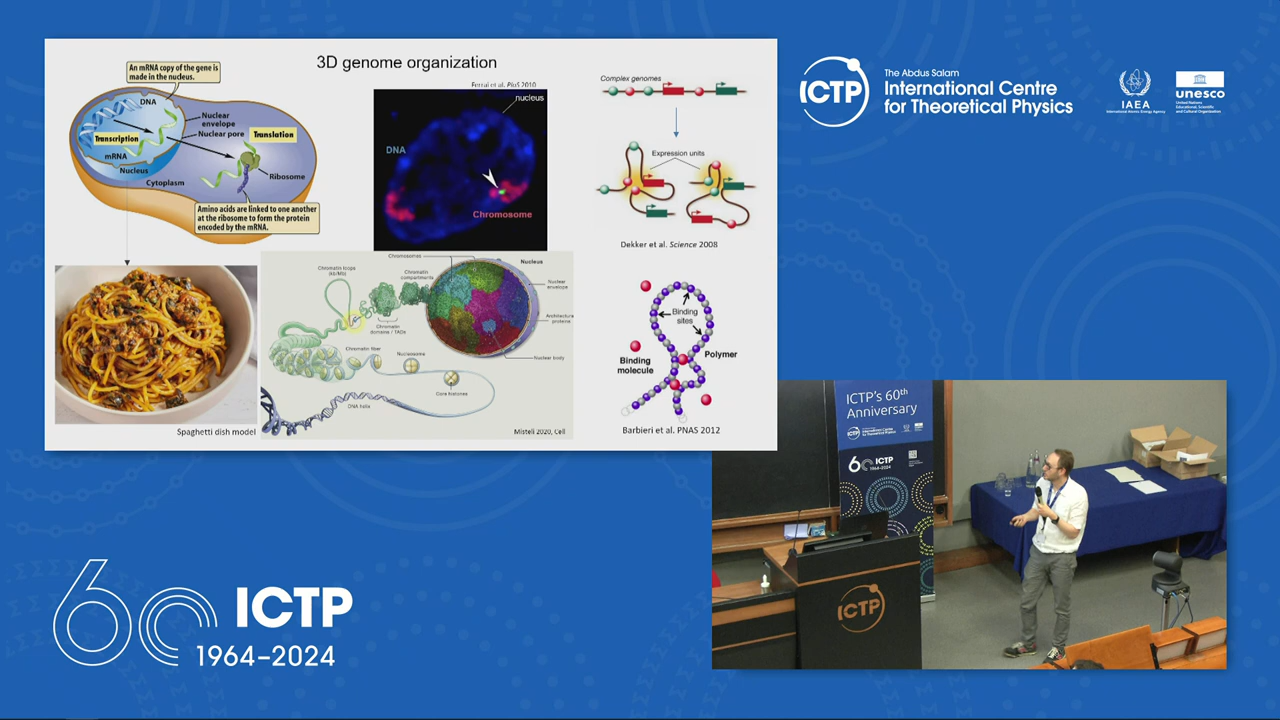 3D genome organization
An mRNA copy of the gene is
made in the nucleus.
DNA
Nuclear
envelope
Nuclear pore
Transcription
Translation
mRNA
Nucleus
Ribosome
Cytoplasm
Amino acids are linked to one another
at the ribosome to form the protein
encoded by the mRNA.
Spaghetti dish model
Ferrai et al. PloS 2010
nucleus
DNA
Chromosome
Chromosomes
Nucleus
Chromatin loops
(kb/Mb)
Chromatin
compartments
Nuclear
envelope
Chromatin
domains / TADs
Architectural
proteins
Chromatin fiber
Nucleosome
Nuclear body
Core histones
DNA helix
Misteli 2020, Cell
Complex genomes
Expression units
Dekker et al. Science 2008
Binding
sites
Binding
molecule
Polymer
Barbieri et al. PNAS 2012
ICTP
The Abdus Salam
International Centre
for Theoretical Physics
IAEA
International Atomic Energy Agency
unesco
United Nations
Educational, Scientific
and Cultural Organization
ICTP's 60th
Anniversary
ICTP
60 ICTP
1964-2024
ICTP
60 ICTP
1964–2024